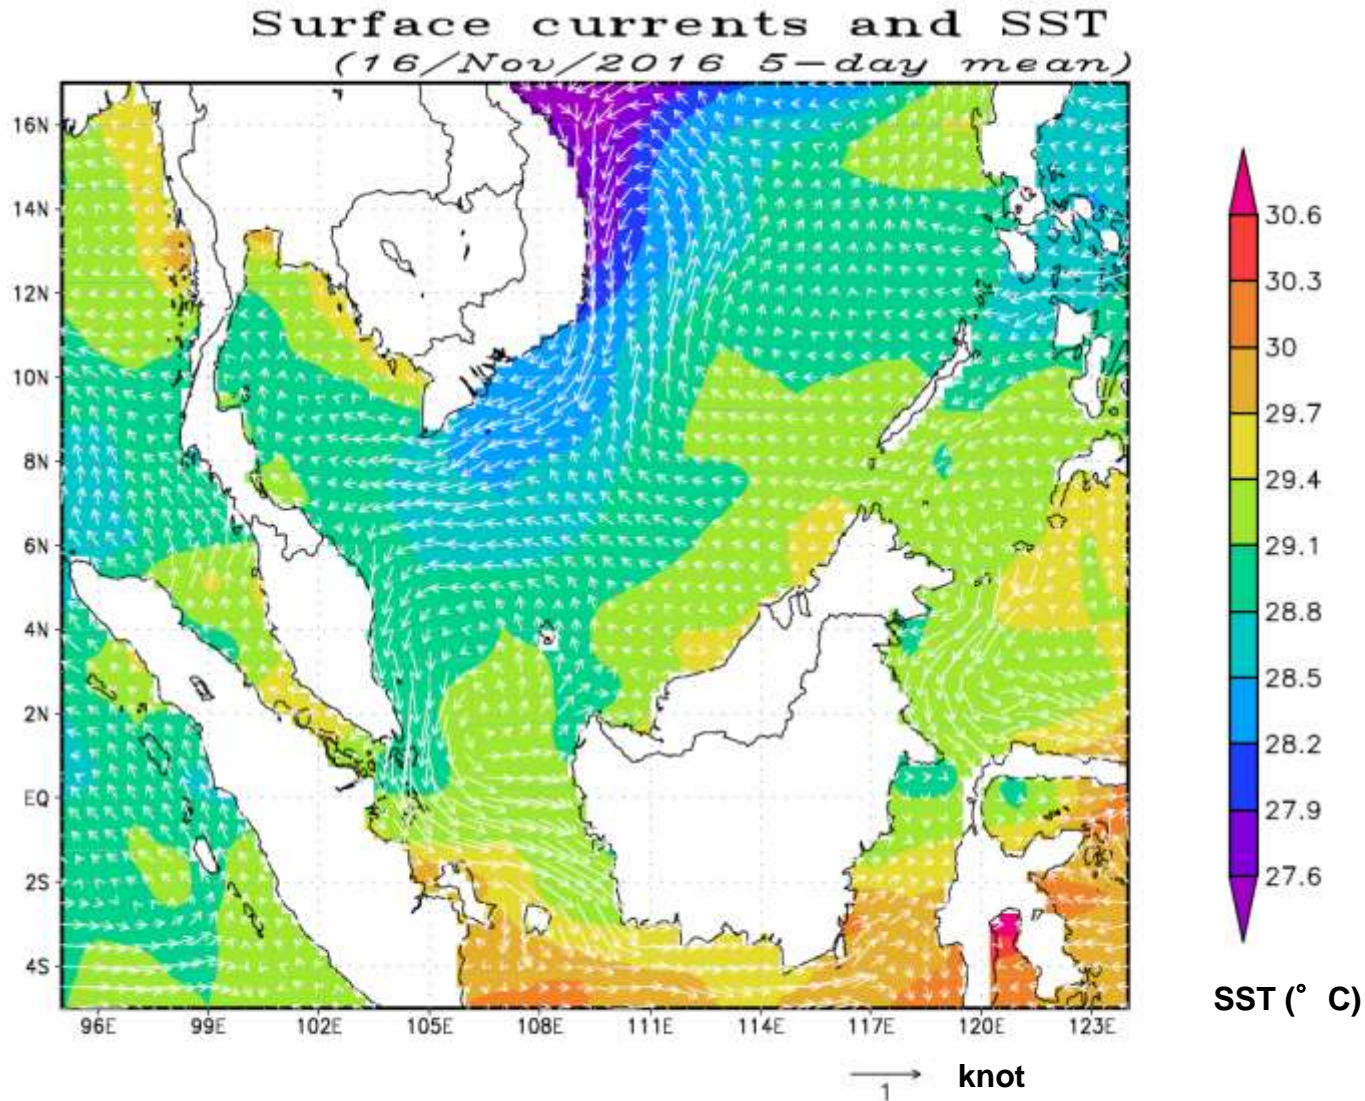 Surface currents and SST
(16/Nov/2016 5-day mean)
16N
14N
12N
10N
8N
6N
4N
2N
EQ
2S
4S
96E 99E 102E 105E 108E 111E 114E 117E 120E 123E
30.6
30.3
30
29.7
29.4
29.1
28.8
28.5
28.2
27.9
27.6
SST (° C)
1 knot